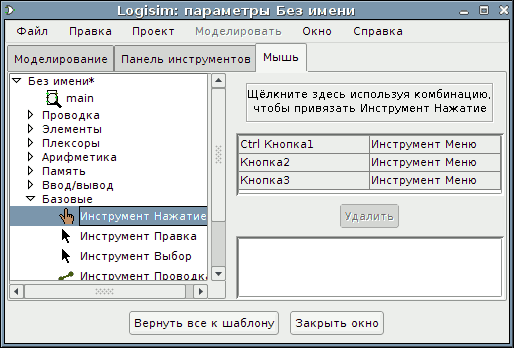 Logisim: параметры Без имени
Файл Правка Проект Моделировать Окно Справка
Моделирование Панель инструментов Мышь
Без имени*
main
Проводка
Элементы
Плексоры
Арифметика
Память
Ввод/вывод
Базовые
Инструмент Нажатие
Инструмент Правка
Инструмент Выбор
Инструмент Проводка
Щёлкните здесь используя комбинацию,
чтобы привязать Инструмент Нажатие
Ctrl Кнопка1 Инструмент Меню
Кнопка2 Инструмент Меню
Кнопка3 Инструмент Меню
Удалить
Вернуть все к шаблону Закрыть окно